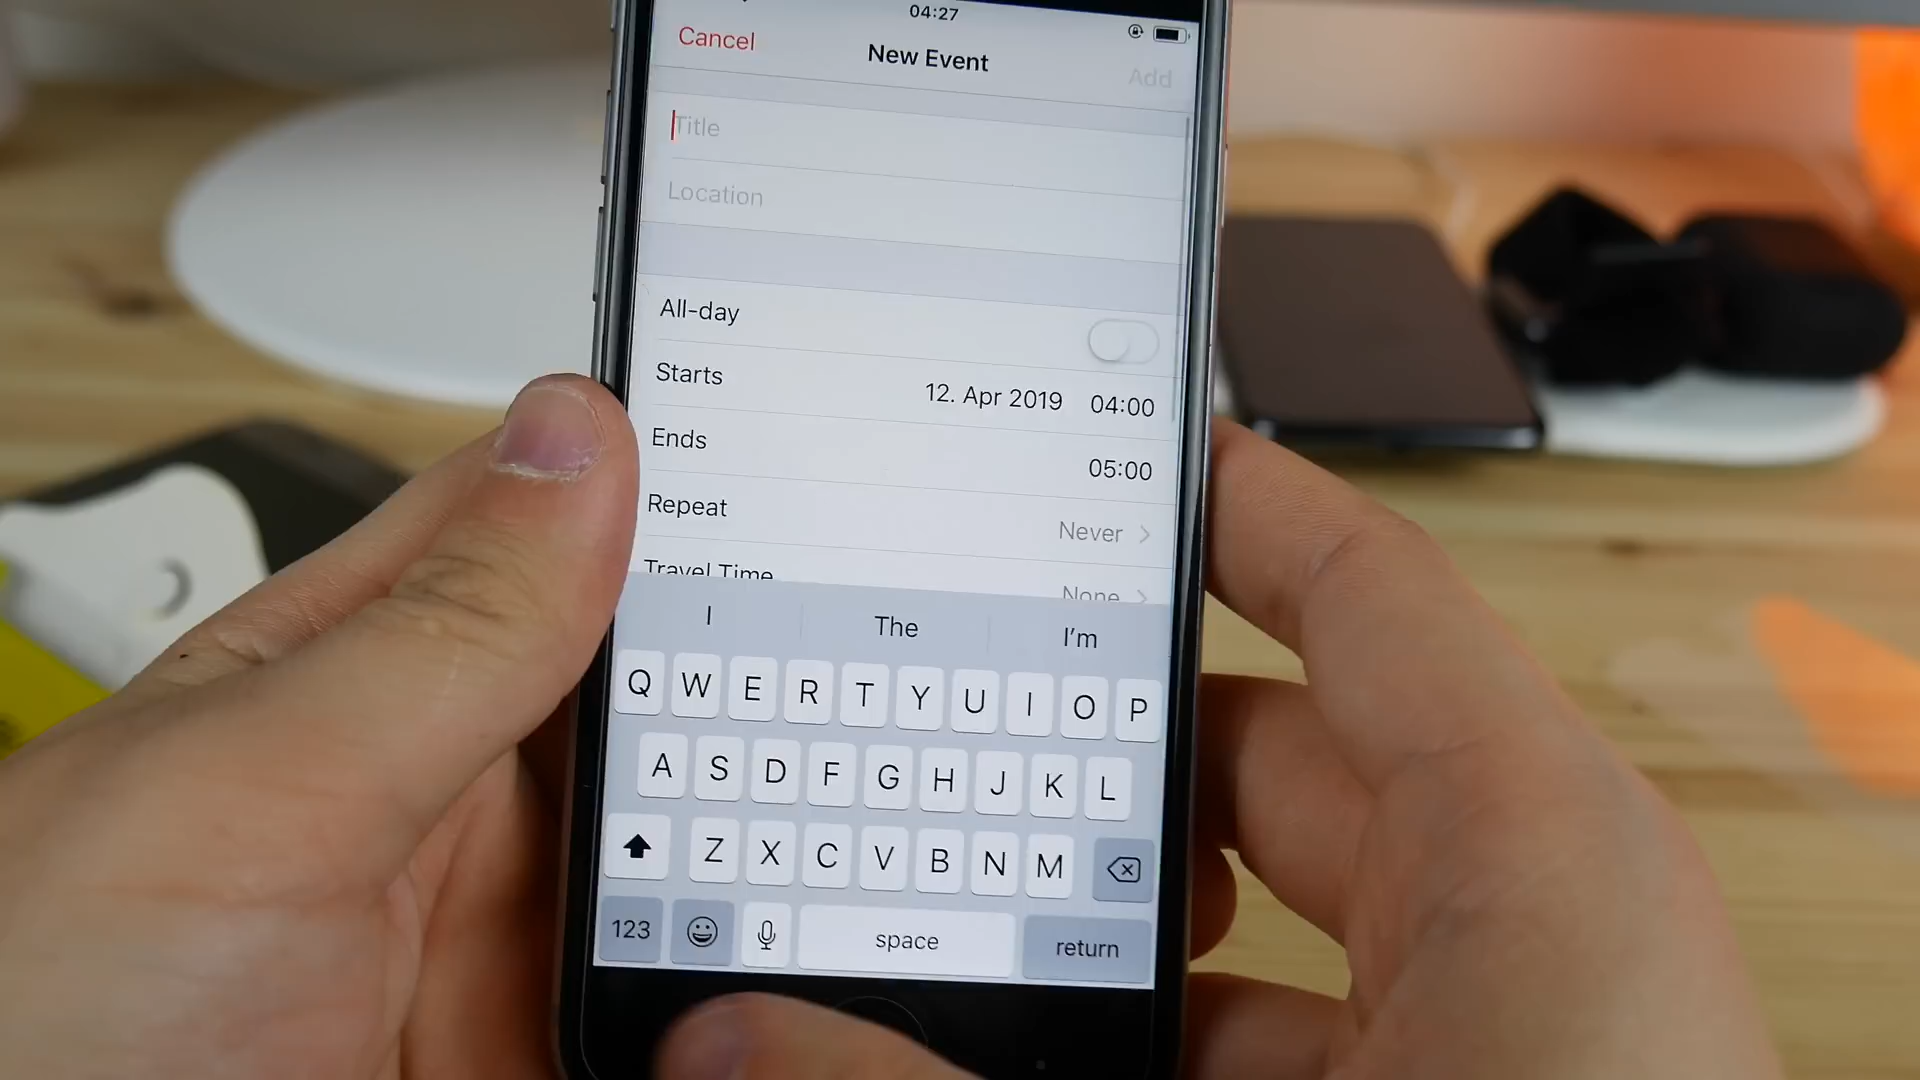 04:27
Cancel
New Event
Add
Title
Location
All-day
Starts 12. Apr 2019 04:00
Ends 05:00
Repeat Never
Travel Time None
I The I'm
Q W E R T Y U I O P
A S D F G H J K L
Z X C V B N M
123 space return